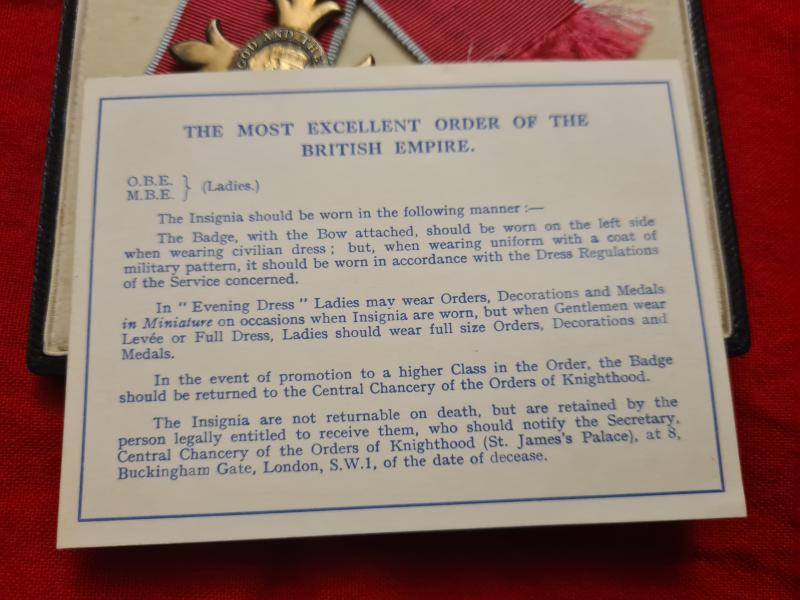 GOD AND THE
THE MOST EXCELLENT ORDER OF THE
BRITISH EMPIRE.
O.B.E.
M.B.E. } (Ladies.)
The Insignia should be worn in the following manner :—
The Badge, with the Bow attached, should be worn on the left side
when wearing civilian dress ; but, when wearing uniform with a coat of
military pattern, it should be worn in accordance with the Dress Regulations
of the Service concerned.
In " Evening Dress " Ladies may wear Orders, Decorations and Medals
in Miniature on occasions when Insignia are worn, but when Gentlemen wear
Levée or Full Dress, Ladies should wear full size Orders, Decorations and
Medals.
In the event of promotion to a higher Class in the Order, the Badge
should be returned to the Central Chancery of the Orders of Knighthood.
The Insignia are not returnable on death, but are retained by the
person legally entitled to receive them, who should notify the Secretary,
Central Chancery of the Orders of Knighthood (St. James's Palace), at 8,
Buckingham Gate, London, S.W.1, of the date of decease.